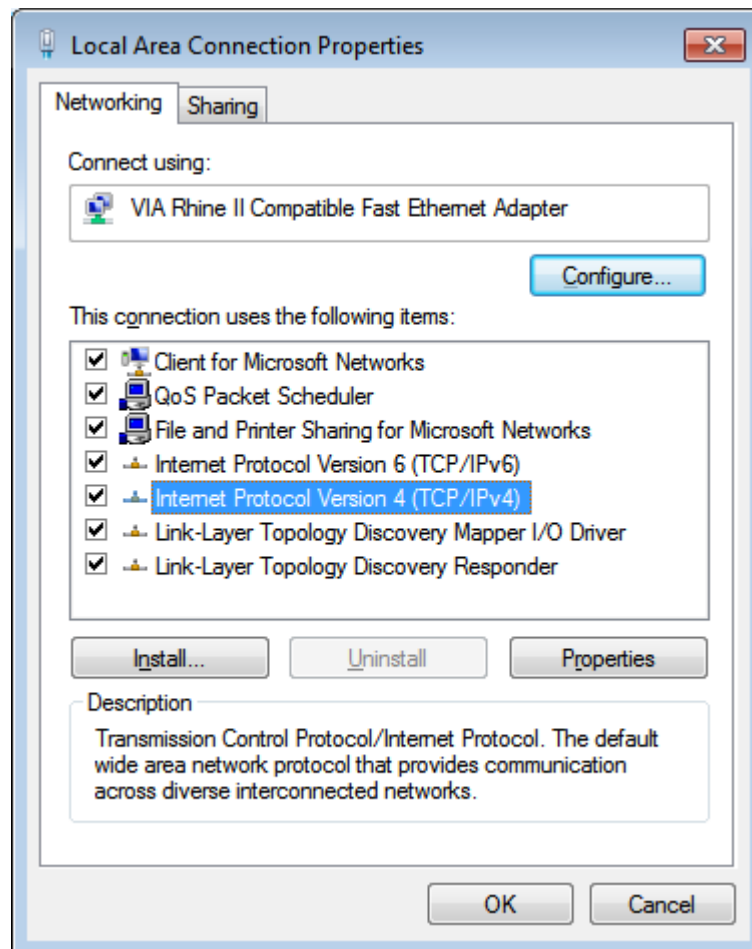 Local Area Connection Properties
Networking
Sharing
Connect using:
VIA Rhine II Compatible Fast Ethernet Adapter
Configure...
This connection uses the following items:
Client for Microsoft Networks
QoS Packet Scheduler
File and Printer Sharing for Microsoft Networks
Internet Protocol Version 6 (TCP/IPv6)
Internet Protocol Version 4 (TCP/IPv4)
Link-Layer Topology Discovery Mapper I/O Driver
Link-Layer Topology Discovery Responder
Install...
Uninstall
Properties
Description
Transmission Control Protocol/Internet Protocol. The default
wide area network protocol that provides communication
across diverse interconnected networks.
OK
Cancel